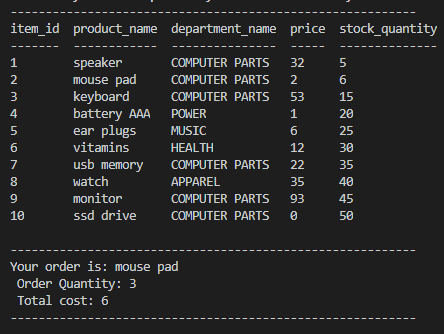 ----------------------------------------------------------
item_id  product_name  department_name  price  stock_quantity
-------  ------------  ---------------  -----  --------------
1        speaker       COMPUTER PARTS   32     5
2        mouse pad     COMPUTER PARTS   2      6
3        keyboard      COMPUTER PARTS   53     15
4        battery AAA   POWER            1      20
5        ear plugs     MUSIC            6      25
6        vitamins      HEALTH           12     30
7        usb memory    COMPUTER PARTS   22     35
8        watch         APPAREL          35     40
9        monitor       COMPUTER PARTS   93     45
10       ssd drive     COMPUTER PARTS   0      50
----------------------------------------------------------
Your order is: mouse pad
 Order Quantity: 3
 Total cost: 6
----------------------------------------------------------